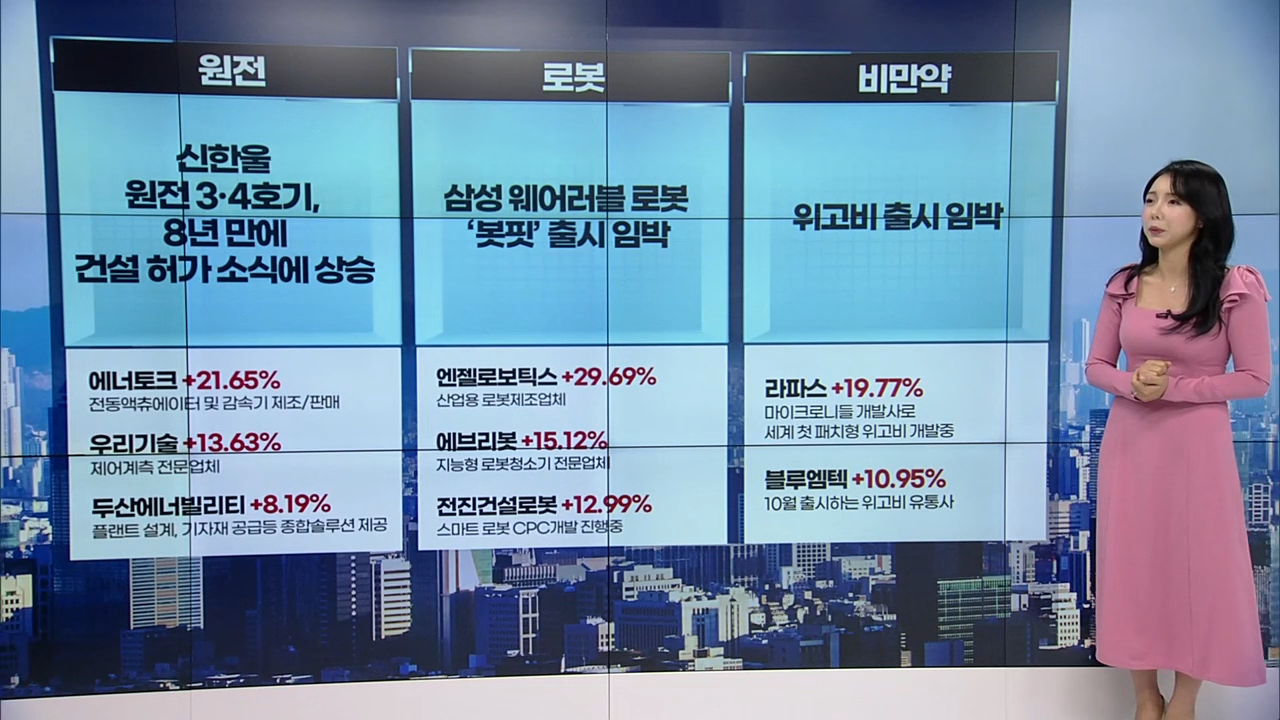 원전
신한울
원전 3·4호기,
8년 만에
건설 허가 소식에 상승
에너토크 +21.65%
전동액츄에이터 및 감속기 제조/판매
우리기술 +13.63%
제어계측 전문업체
두산에너빌리티 +8.19%
플랜트 설계, 기자재 공급등 종합솔루션 제공
로봇
삼성 웨어러블 로봇
‘봇핏’ 출시 임박
엔젤로보틱스 +29.69%
산업용 로봇제조업체
에브리봇 +15.12%
지능형 로봇청소기 전문업체
전진건설로봇 +12.99%
스마트 로봇 CPC개발 진행중
비만약
위고비 출시 임박
라파스 +19.77%
마이크로니들 개발사로
세계 첫 패치형 위고비 개발중
블루엠텍 +10.95%
10월 출시하는 위고비 유통사